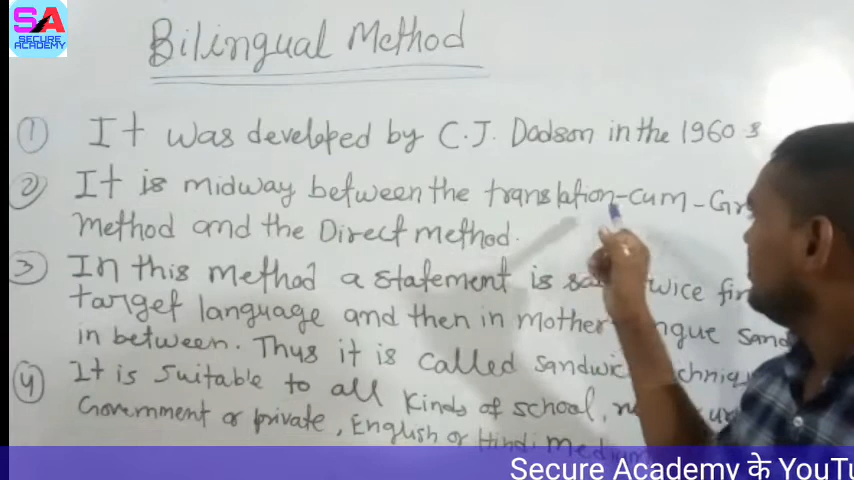 SA
SECURE
ACADEMY
Bilingual Method
① It was developed by C.J. Dodson in the 1960s
② It is midway between the translation-cum-Gr
Method and the Direct method.
③ In this method a statement is twice
target language and then in mother
in between. Thus it is called Sandwich
④ It is suitable to all kinds of school,
Government or private, English or Hindi
Secure Academy के